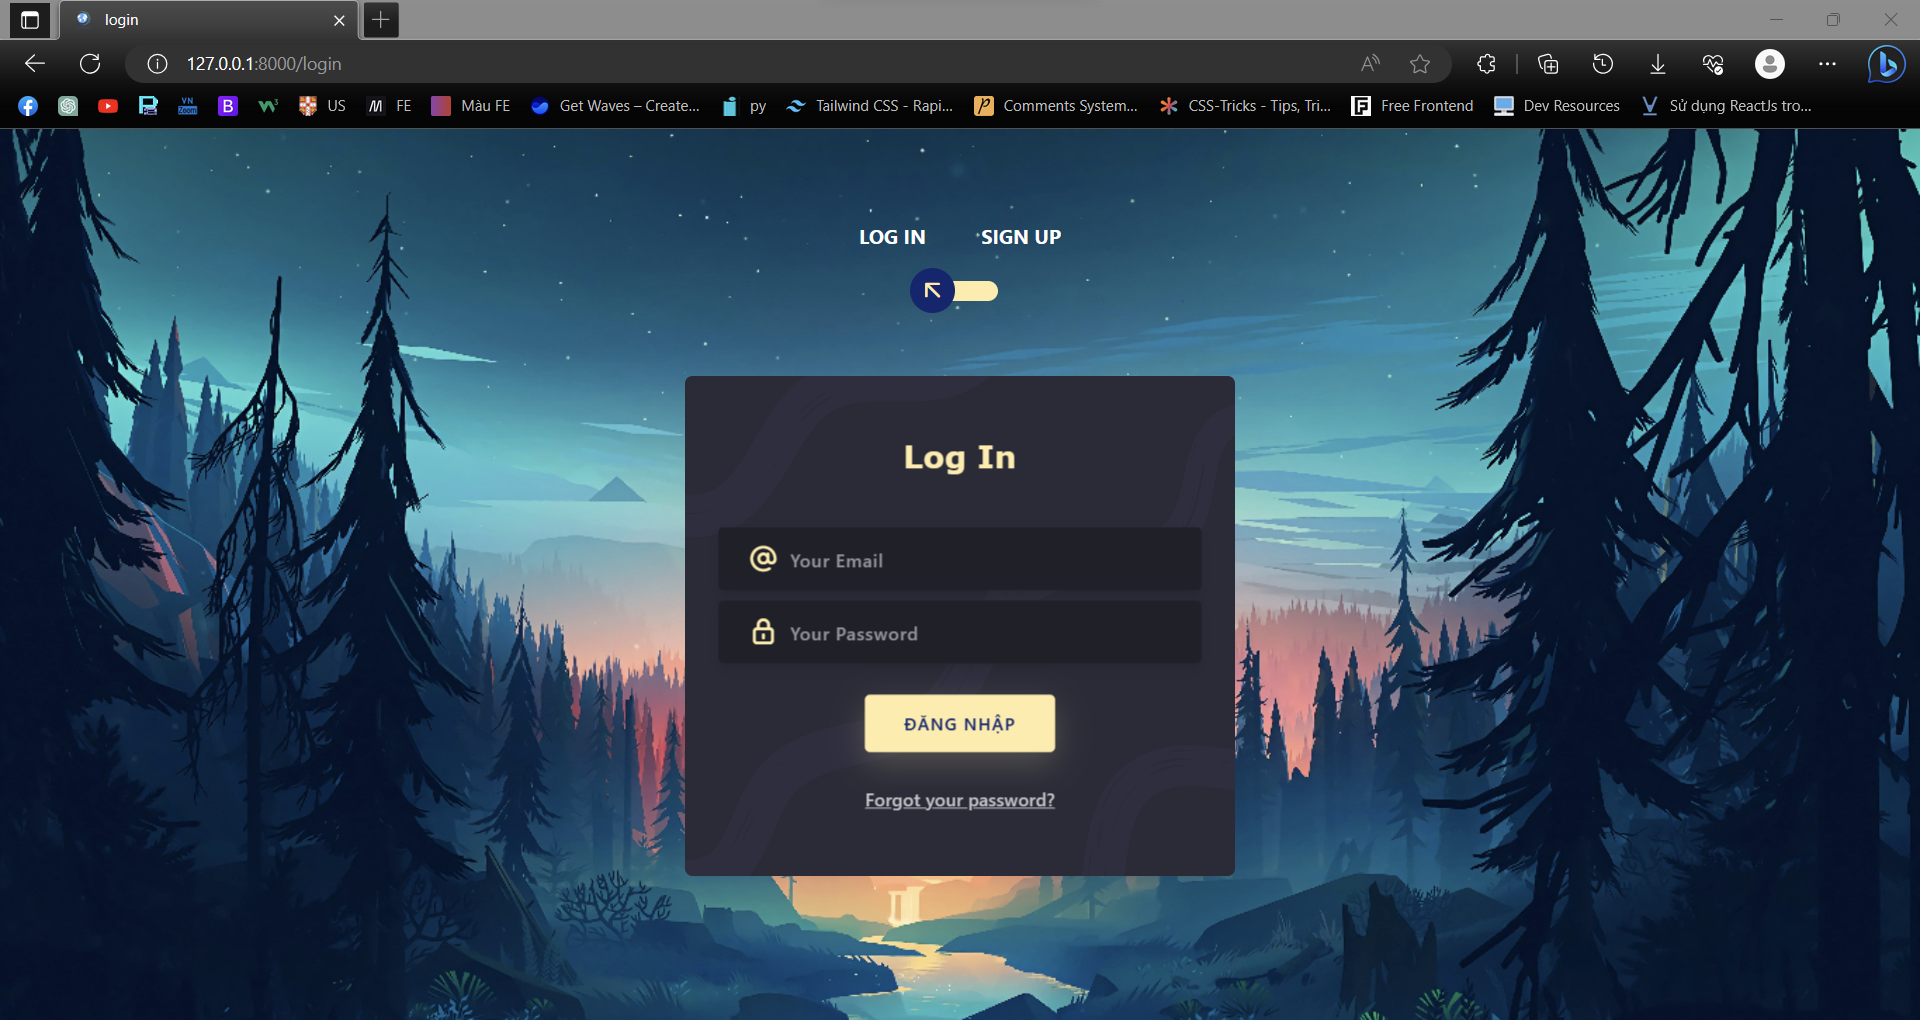 login
127.0.0.1:8000/login
US FE Màu FE Get Waves – Create... py Tailwind CSS - Rapi... Comments System... CSS-Tricks - Tips, Tri... Free Frontend Dev Resources Sử dụng ReactJs tro...
LOG IN SIGN UP
Log In
@ Your Email
Your Password
ĐĂNG NHẬP
Forgot your password?